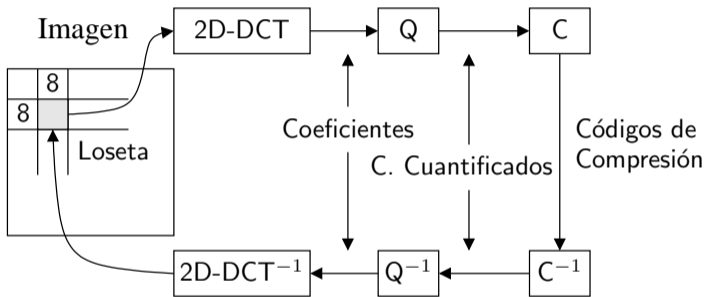 Imagen
2D-DCT
Q
C
8
8
Loseta
Coeficientes
C. Cuantificados
Códigos de
Compresión
2D-DCT⁻¹
Q⁻¹
C⁻¹